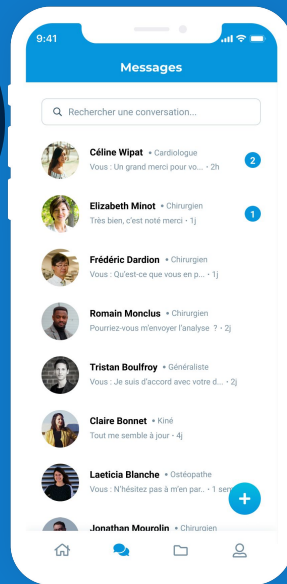 9:41
Messages
Rechercher une conversation...
Céline Wipat • Cardiologue
Vous : Un grand merci pour vo... • 2h
2
Elizabeth Minot • Chirurgien
Très bien, c'est noté merci • 1j
1
Frédéric Dardion • Chirurgien
Vous : Qu'est-ce que vous en p... • 1j
Romain Monclus • Chirurgien
Pourriez-vous m'envoyer l'analyse ? • 2j
Tristan Boulfroy • Généraliste
Vous : Je suis d'accord avec votre d... • 2j
Claire Bonnet • Kiné
Tout me semble à jour • 4j
Laeticia Blanche • Ostéopathe
Vous : N'hésitez pas à m'en par.. • 1 sem
Jonathan Mourolin • Chirurgien